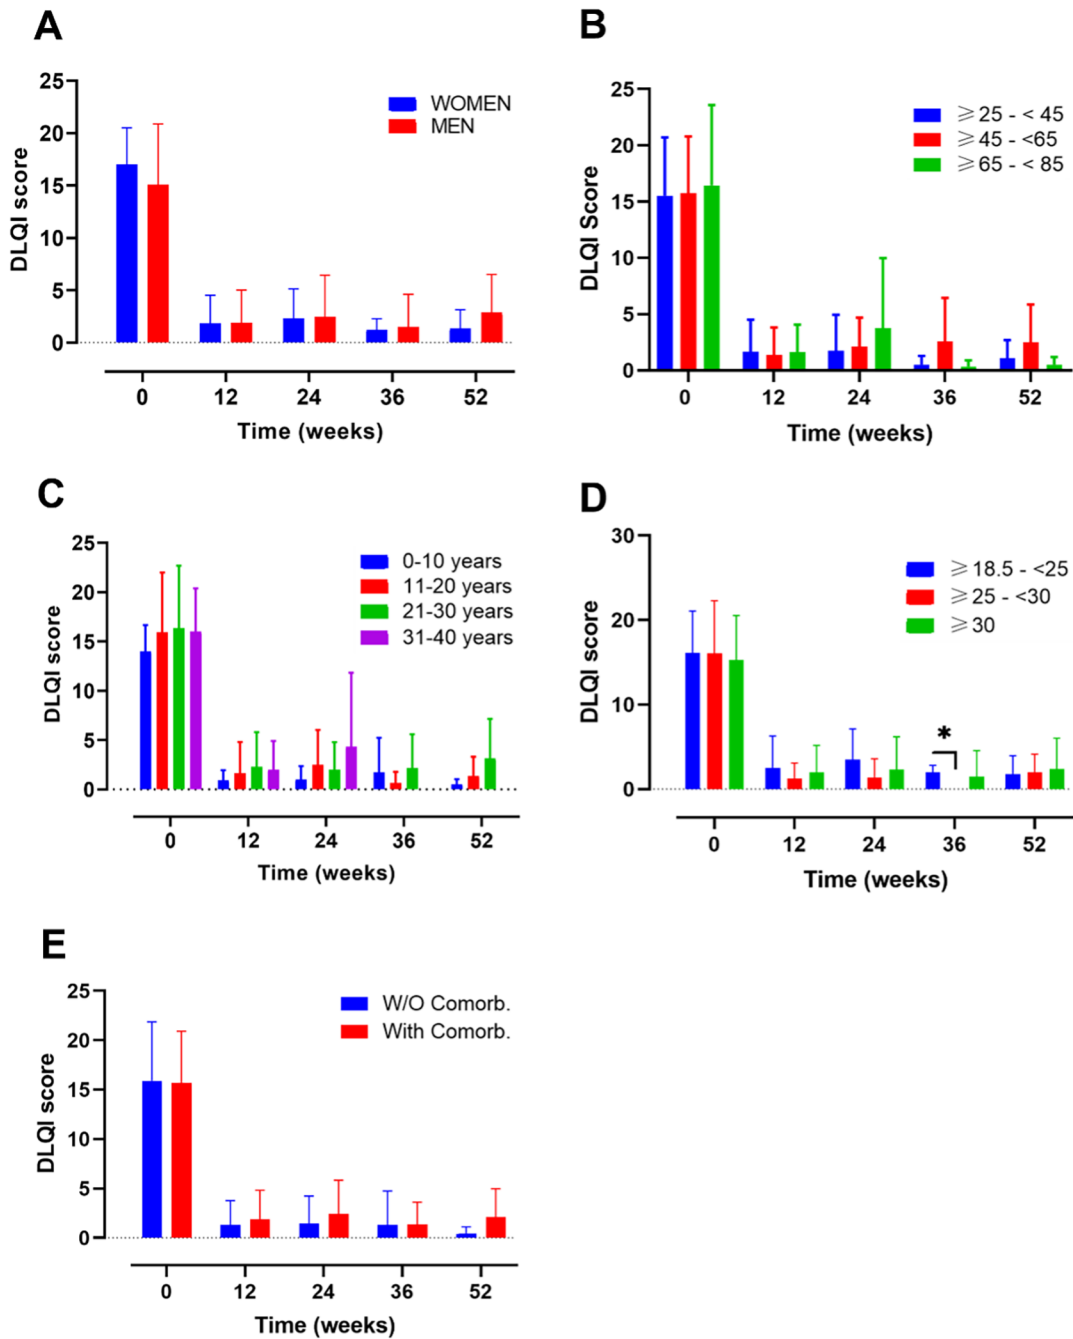 A
25
20
15
10
5
0
DLQI score
WOMEN
MEN
0 12 24 36 52
Time (weeks)
B
25
20
15
10
5
0
DLQI Score
⩾ 25 - < 45
⩾ 45 - <65
⩾ 65 - < 85
0 12 24 36 52
Time (weeks)
C
25
20
15
10
5
0
DLQI score
0-10 years
11-20 years
21-30 years
31-40 years
0 12 24 36 52
Time (weeks)
D
30
20
10
0
DLQI score
⩾ 18.5 - <25
⩾ 25 - <30
⩾ 30
*
0 12 24 36 52
Time (weeks)
E
25
20
15
10
5
0
DLQI score
W/O Comorb.
With Comorb.
0 12 24 36 52
Time (weeks)